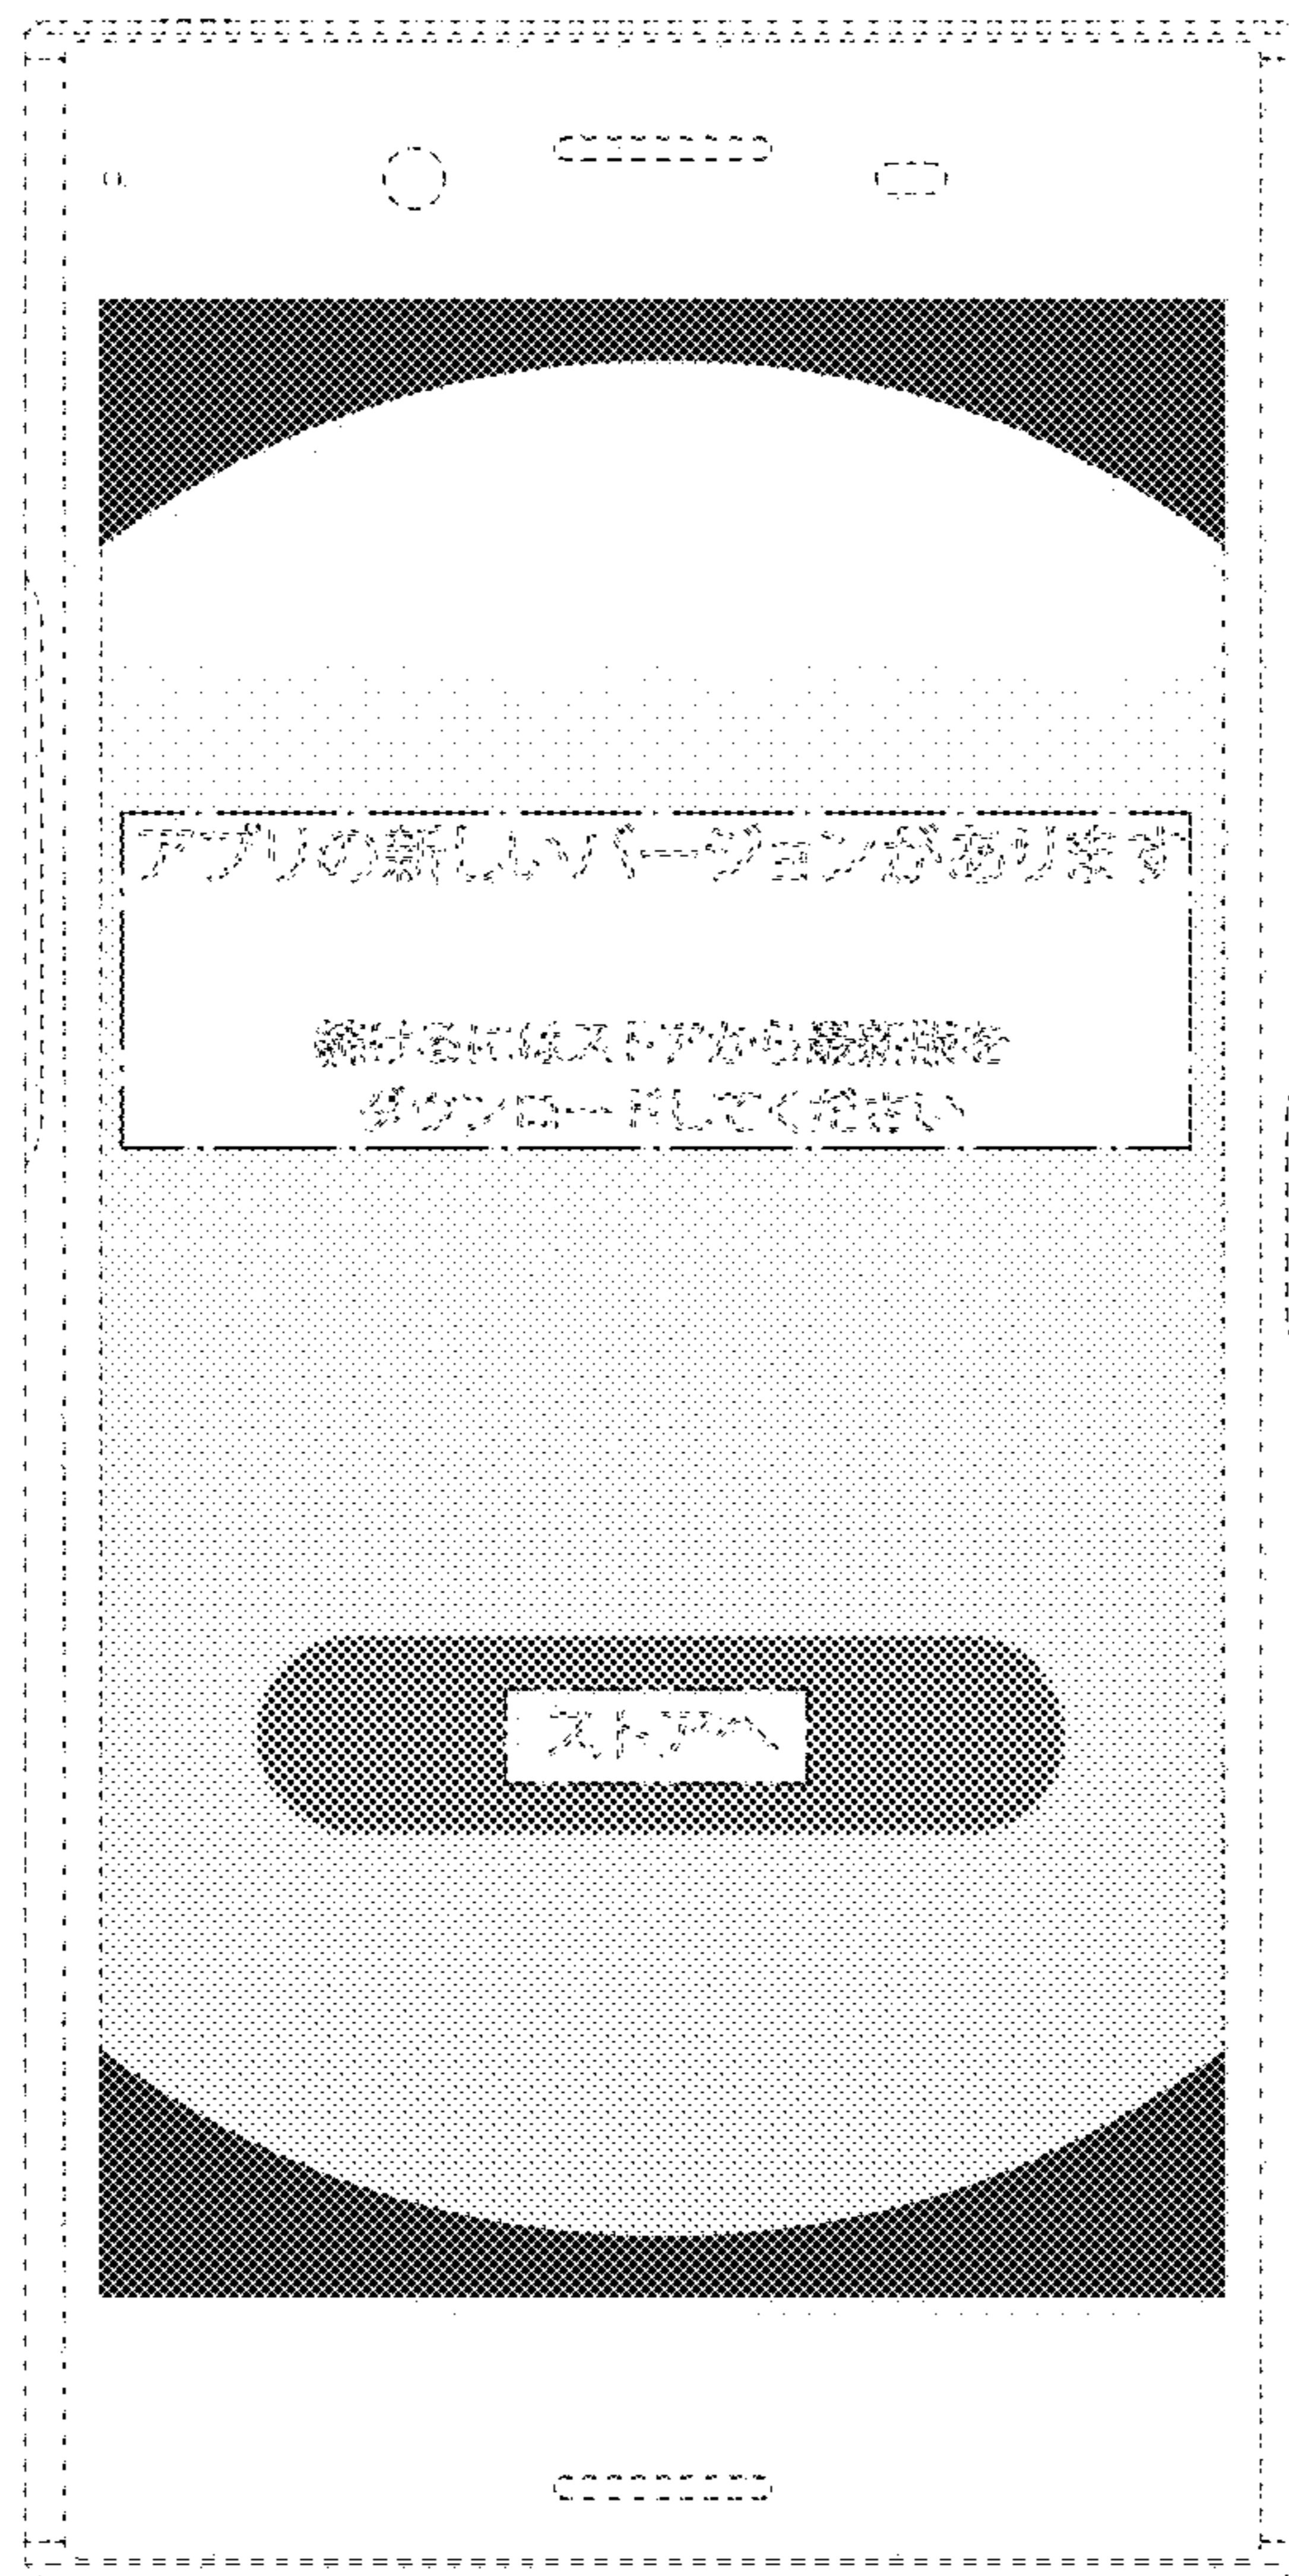 アプリの新しいバージョンがあります
続けるにはストアから最新版を
ダウンロードしてください
ストアへ